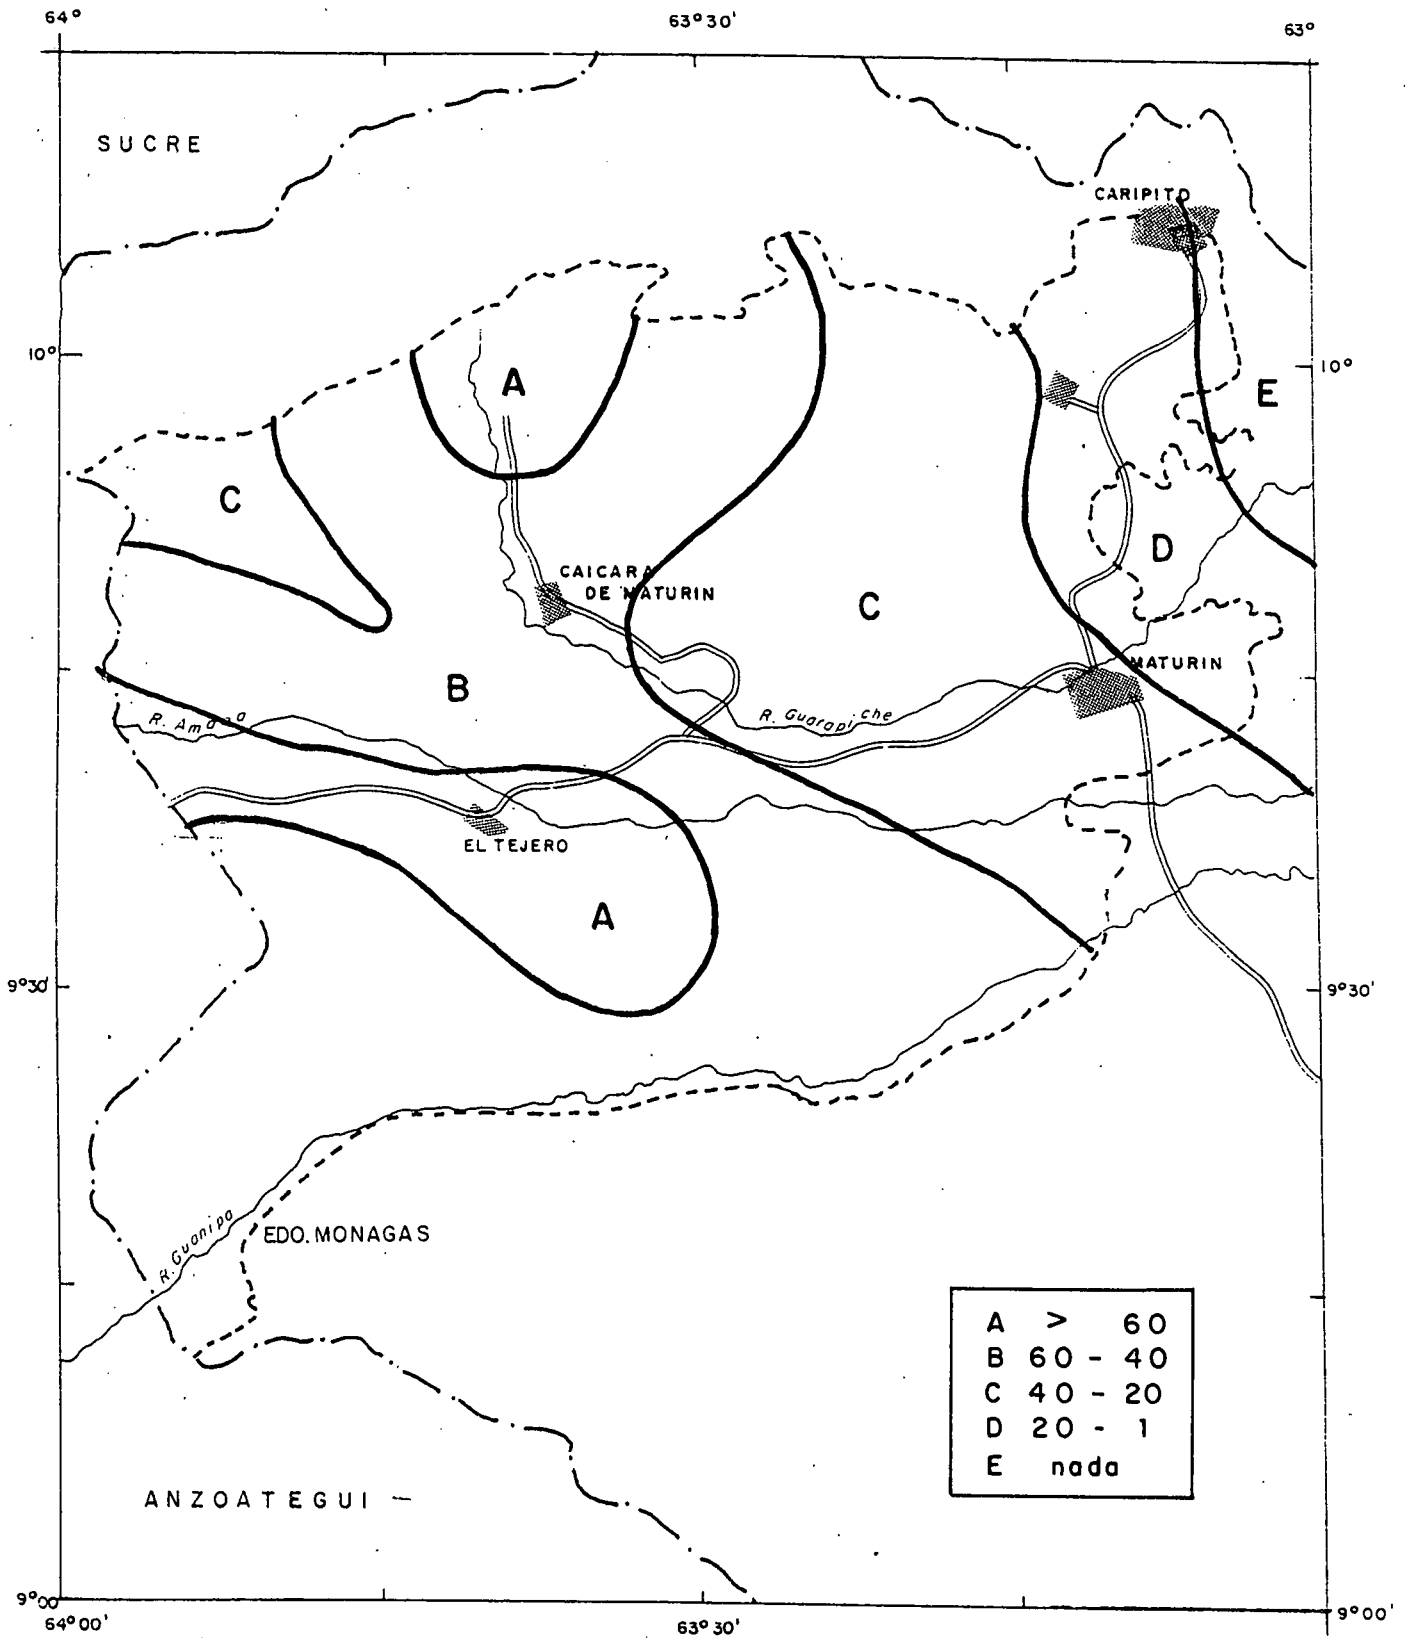 64° 63°30' 63°
SUCRE
CARIPITO
10° 10°
A
E
C
D
CAICARA
DE MATURIN
C
MATURIN
B
R. Amana
R. Guarapiche
EL TEJERO
A
9°30' 9°30'
R. Guanipa
EDO. MONAGAS
A > 60
B 60 - 40
C 40 - 20
D 20 - 1
E nada
ANZOATEGUI —
9°00' 9°00'
64°00' 63°30'